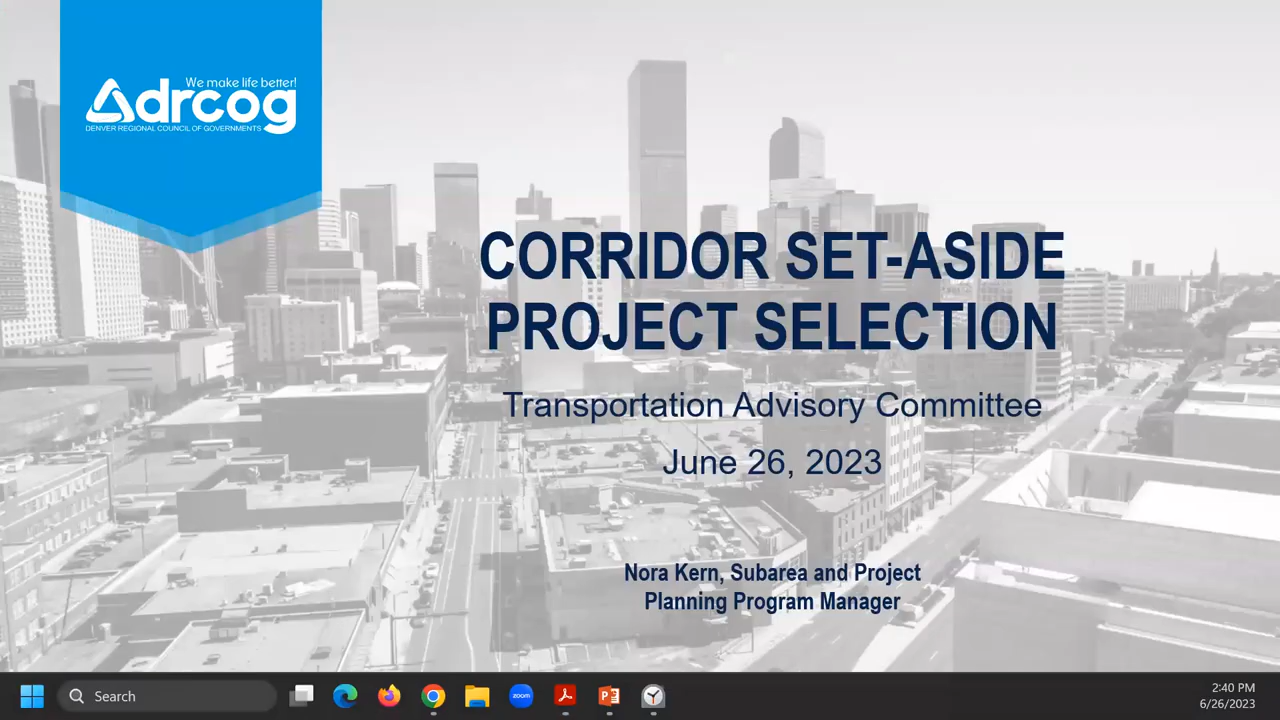 We make life better!
drcog
DENVER REGIONAL COUNCIL OF GOVERNMENTS
CORRIDOR SET-ASIDE
PROJECT SELECTION
Transportation Advisory Committee
June 26, 2023
Nora Kern, Subarea and Project
Planning Program Manager
Search
zoom
2:40 PM
6/26/2023